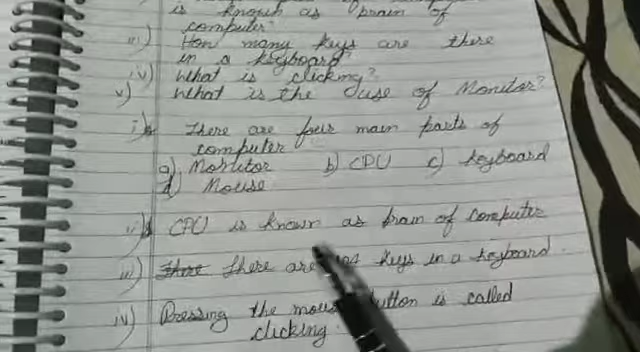 is known as brain of
computer?
iii) How many keys are there
in a keyboard?
iv) What is clicking?
v) What is the use of Monitor?
i) There are four main parts of
computer
a) Monitor b) CPU c) Keyboard
d) Mouse
ii) CPU is known as brain of computer
iii) There There are keys in a keyboard.
iv) Pressing the mouse button is called
clicking.